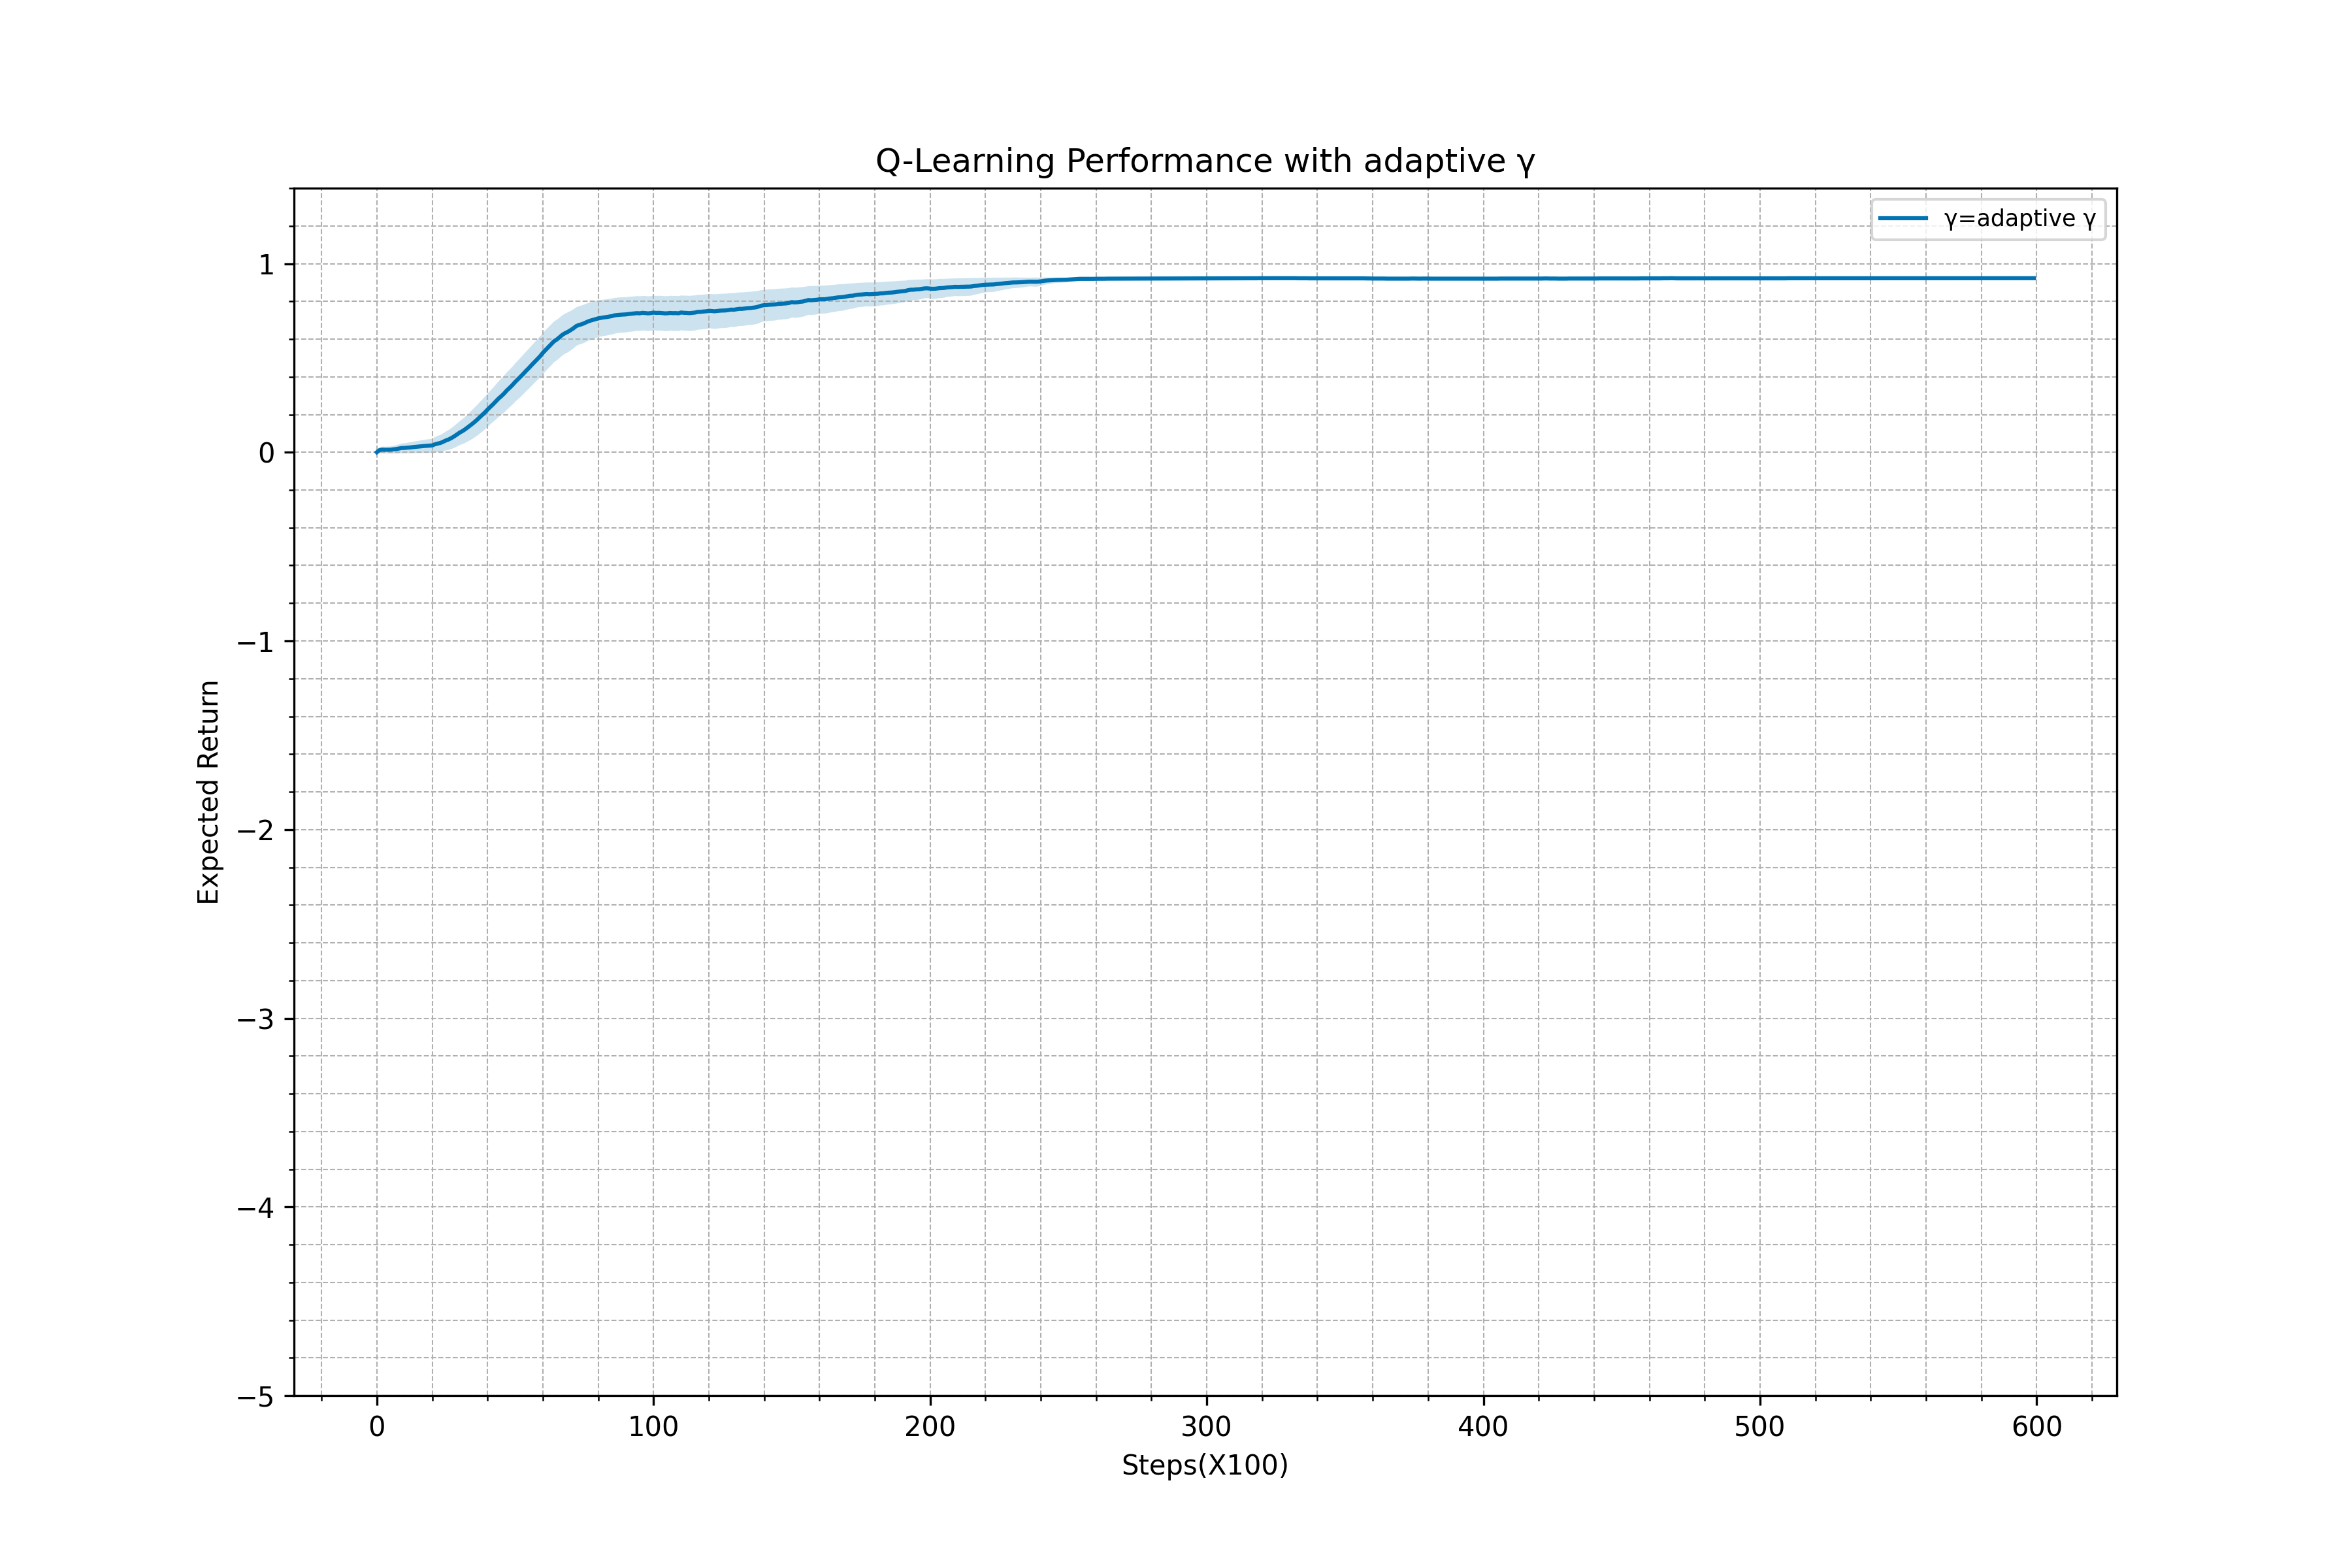 Q-Learning Performance with adaptive γ
γ=adaptive γ
1
0
−1
−2
−3
−4
−5
Expected Return
0 100 200 300 400 500 600
Steps(X100)